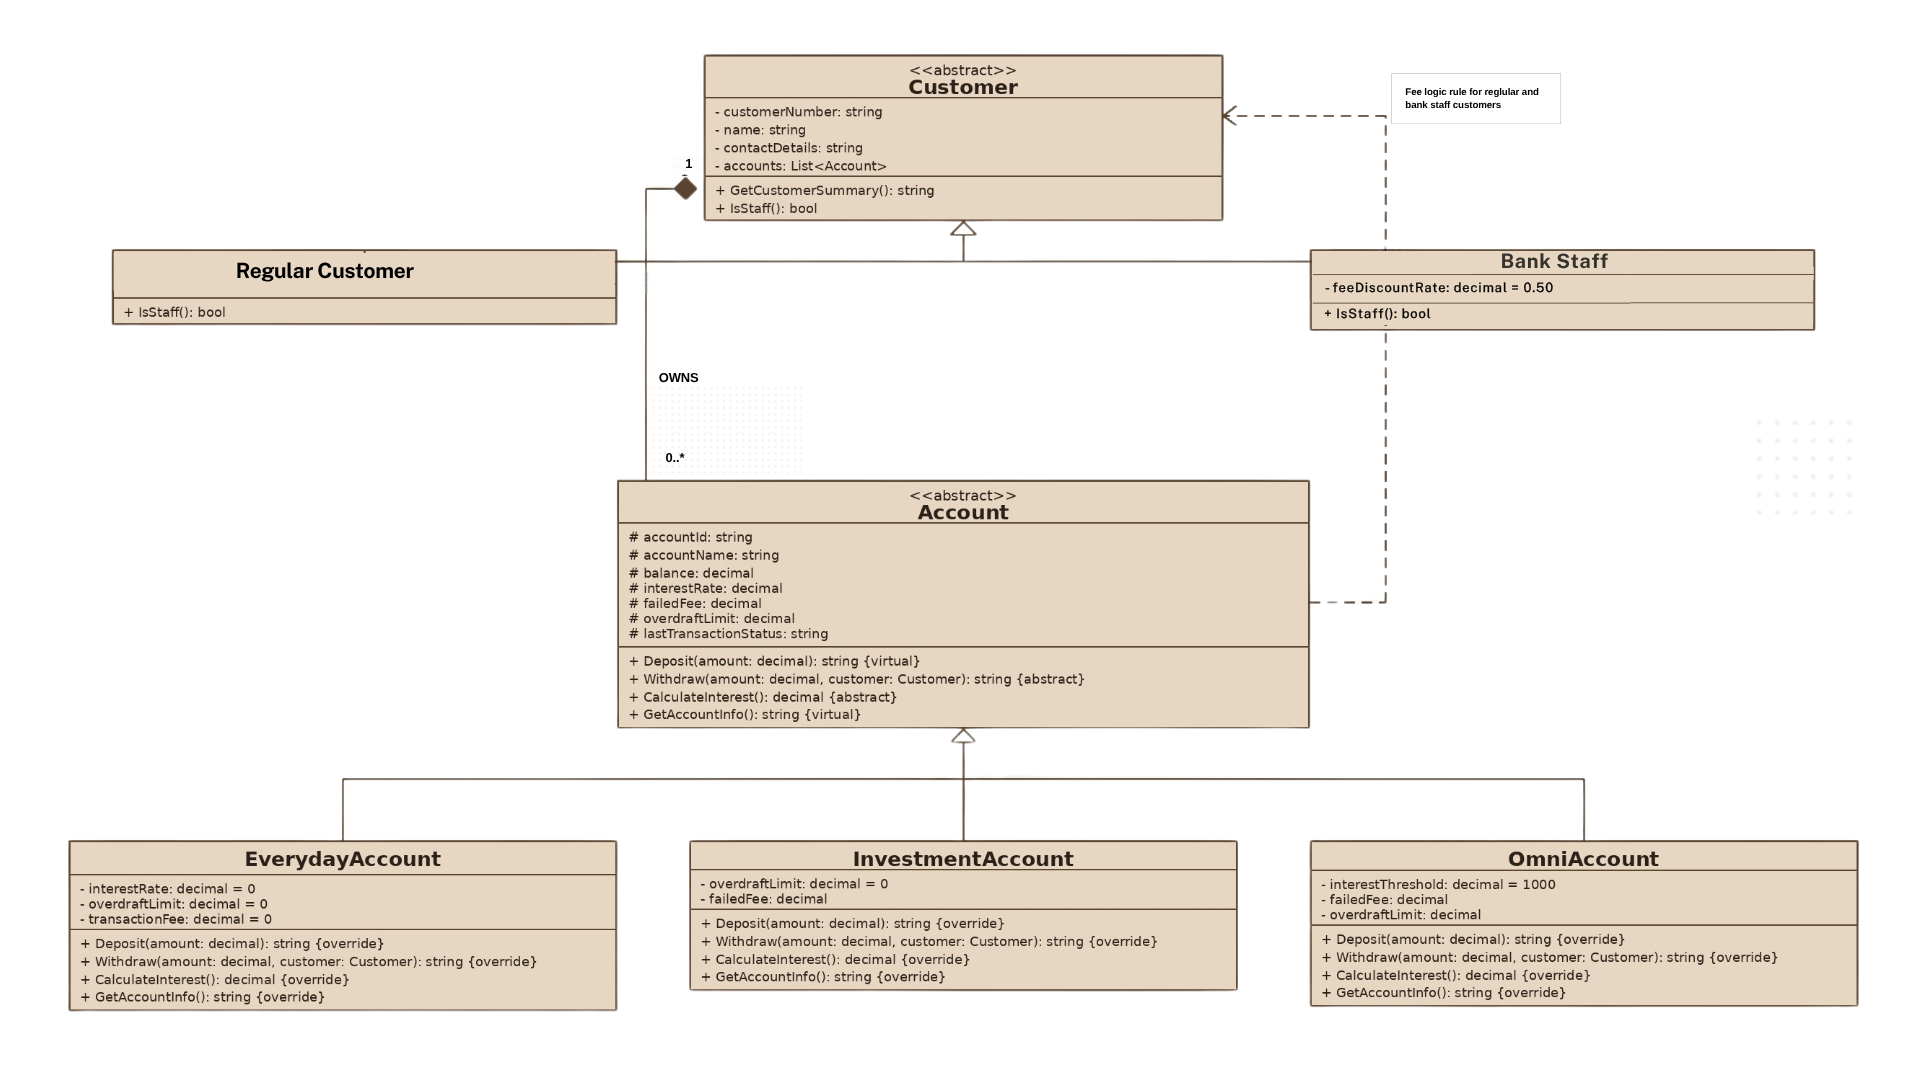 <<abstract>>
Customer
- customerNumber: string
- name: string
- contactDetails: string
- accounts: List<Account>
+ GetCustomerSummary(): string
+ IsStaff(): bool
Fee logic rule for reglular and
bank staff customers
1
Regular Customer
+ IsStaff(): bool
Bank Staff
- feeDiscountRate: decimal = 0.50
+ IsStaff(): bool
OWNS
0..*
<<abstract>>
Account
# accountId: string
# accountName: string
# balance: decimal
# interestRate: decimal
# failedFee: decimal
# overdraftLimit: decimal
# lastTransactionStatus: string
+ Deposit(amount: decimal): string {virtual}
+ Withdraw(amount: decimal, customer: Customer): string {abstract}
+ CalculateInterest(): decimal {abstract}
+ GetAccountInfo(): string {virtual}
EverydayAccount
- interestRate: decimal = 0
- overdraftLimit: decimal = 0
- transactionFee: decimal = 0
+ Deposit(amount: decimal): string {override}
+ Withdraw(amount: decimal, customer: Customer): string {override}
+ CalculateInterest(): decimal {override}
+ GetAccountInfo(): string {override}
InvestmentAccount
- overdraftLimit: decimal = 0
- failedFee: decimal
+ Deposit(amount: decimal): string {override}
+ Withdraw(amount: decimal, customer: Customer): string {override}
+ CalculateInterest(): decimal {override}
+ GetAccountInfo(): string {override}
OmniAccount
- interestThreshold: decimal = 1000
- failedFee: decimal
- overdraftLimit: decimal
+ Deposit(amount: decimal): string {override}
+ Withdraw(amount: decimal, customer: Customer): string {override}
+ CalculateInterest(): decimal {override}
+ GetAccountInfo(): string {override}